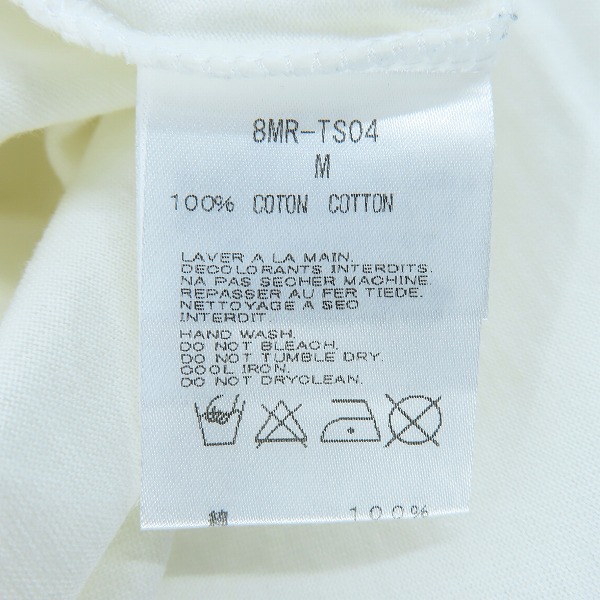 8MR-TS04
M
100% COTON COTTON
LAVER A LA MAIN.
DECOLORANTS INTERDITS.
NA PAS SECHER MACHINE.
REPASSER AU FER TIEDE.
NETTOYAGE A SEC
INTERDIT
HAND WASH.
DO NOT BLEACH.
DO NOT TUMBLE DRY.
COOL IRON.
DO NOT DRYCLEAN.
綿 100%